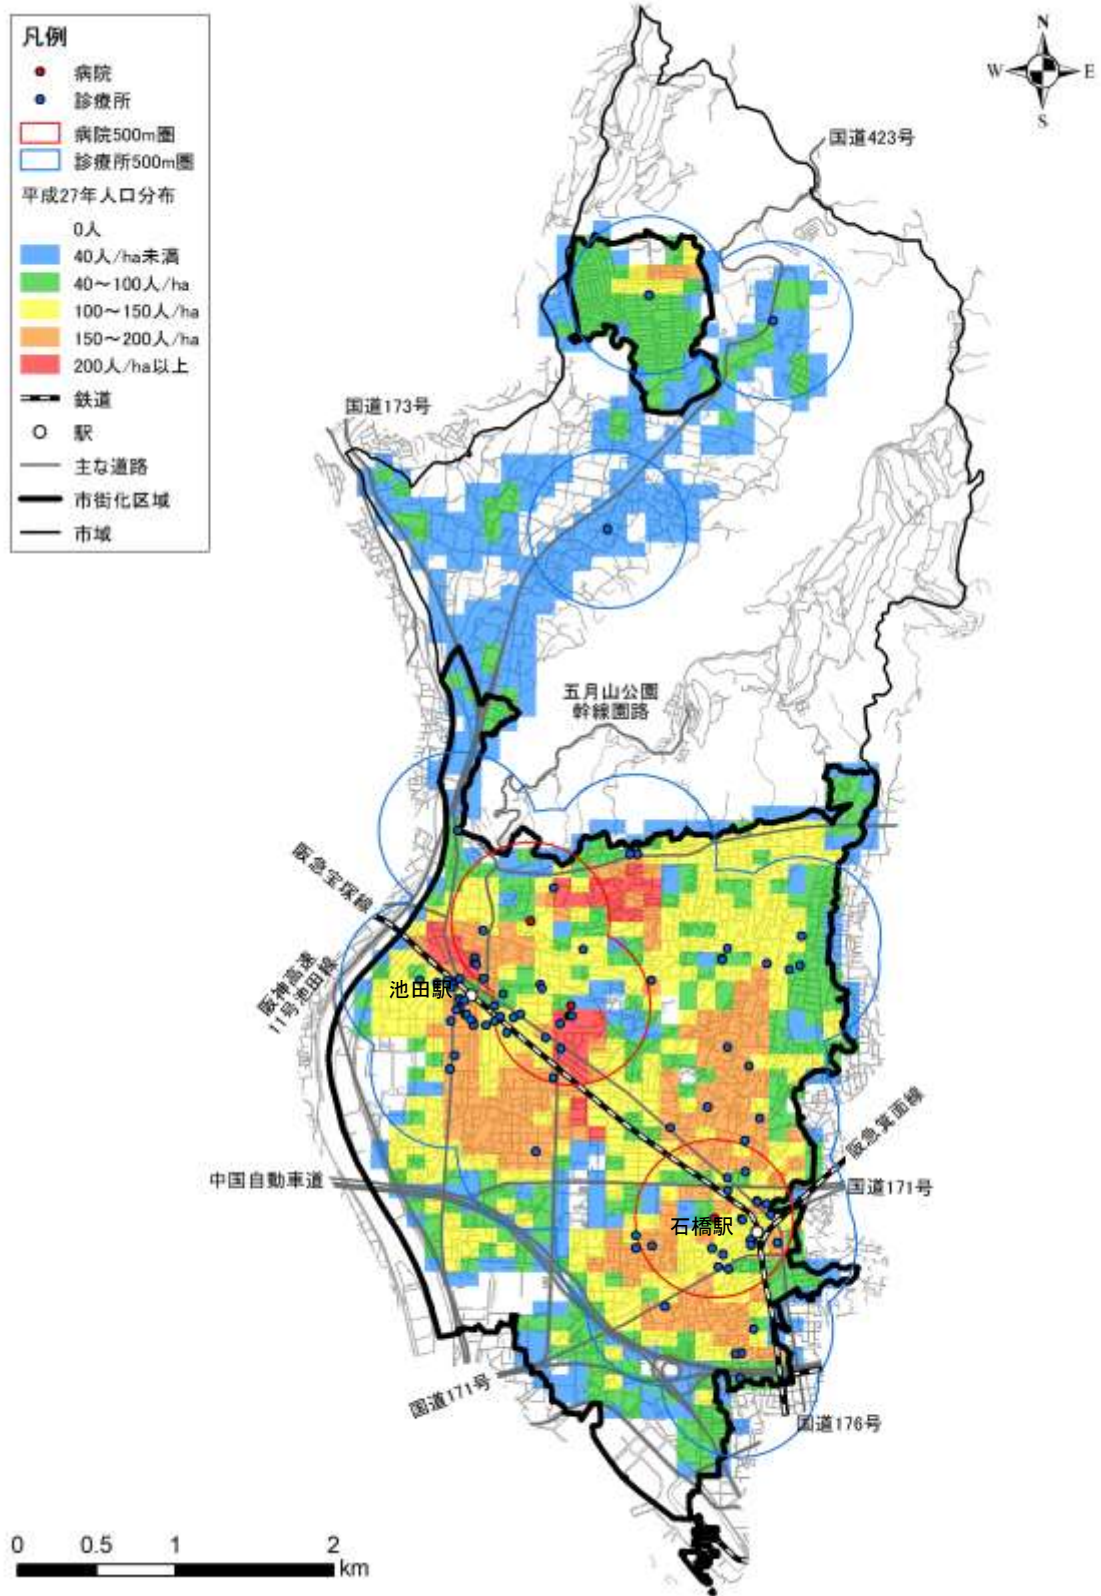 凡例
病院
診療所
病院500m圏
診療所500m圏
平成27年人口分布
0人
40人/ha未満
40～100人/ha
100～150人/ha
150～200人/ha
200人/ha以上
鉄道
駅
主な道路
市街化区域
市域
N
W
E
S
国道423号
国道173号
五月山公園
幹線園路
阪急宝塚線
阪神高速
11号池田線
池田駅
阪急箕面線
中国自動車道
国道171号
石橋駅
国道171号
国道176号
0 0.5 1 2
km